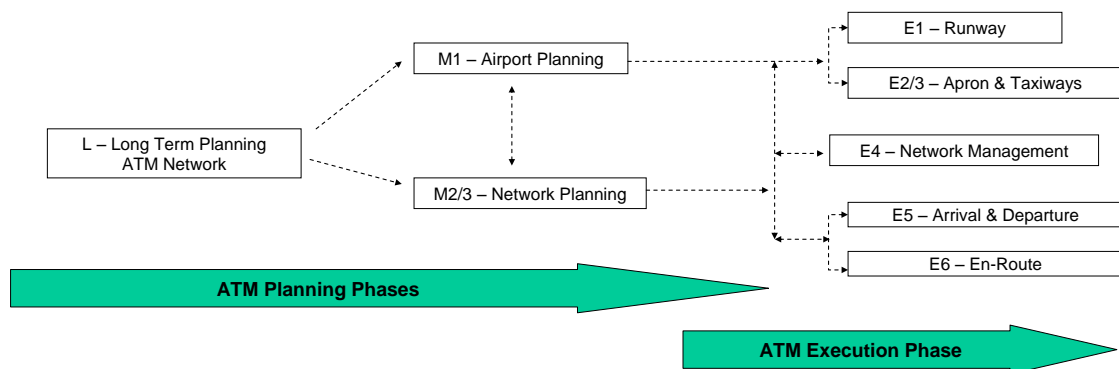 E1 – Runway
M1 – Airport Planning
E2/3 – Apron & Taxiways
L – Long Term Planning
ATM Network
E4 – Network Management
M2/3 – Network Planning
E5 – Arrival & Departure
E6 – En-Route
ATM Planning Phases
ATM Execution Phase